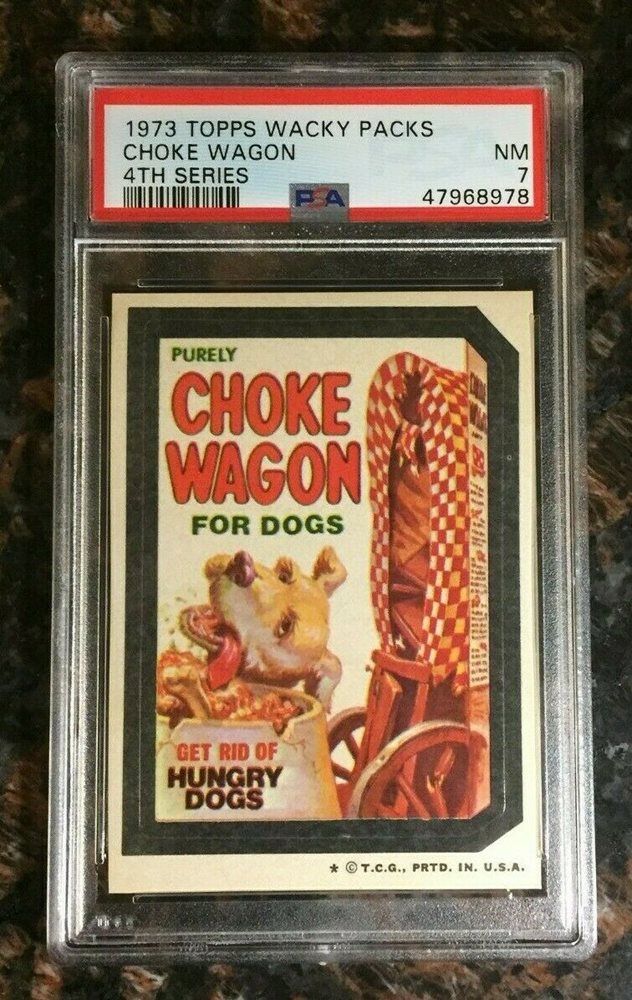 1973 TOPPS WACKY PACKS
CHOKE WAGON NM
4TH SERIES 7
PSA 47968978
PURELY
CHOKE
WAGON
FOR DOGS
GET RID OF
HUNGRY
DOGS
* © T.C.G., PRTD. IN. U.S.A.